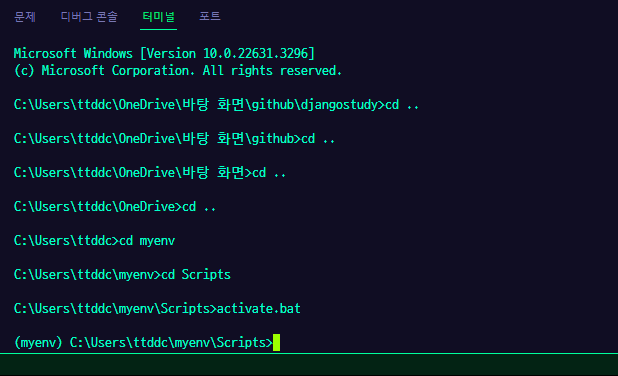 문제 디버그 콘솔 터미널 포트
Microsoft Windows [Version 10.0.22631.3296]
(c) Microsoft Corporation. All rights reserved.
C:\Users\ttddc\OneDrive\바탕 화면\github\djangostudy>cd ..
C:\Users\ttddc\OneDrive\바탕 화면\github>cd ..
C:\Users\ttddc\OneDrive\바탕 화면>cd ..
C:\Users\ttddc\OneDrive>cd ..
C:\Users\ttddc>cd myenv
C:\Users\ttddc\myenv>cd Scripts
C:\Users\ttddc\myenv\Scripts>activate.bat
(myenv) C:\Users\ttddc\myenv\Scripts>